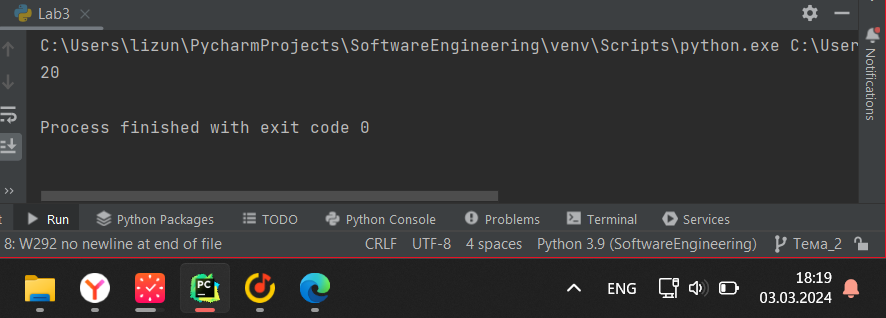 Lab3
C:\Users\lizun\PycharmProjects\SoftwareEngineering\venv\Scripts\python.exe C:\User
20
Process finished with exit code 0
Notifications
Run Python Packages TODO Python Console Problems Terminal Services
8: W292 no newline at end of file CRLF UTF-8 4 spaces Python 3.9 (SoftwareEngineering) Тема_2
PC
ENG 18:19
03.03.2024